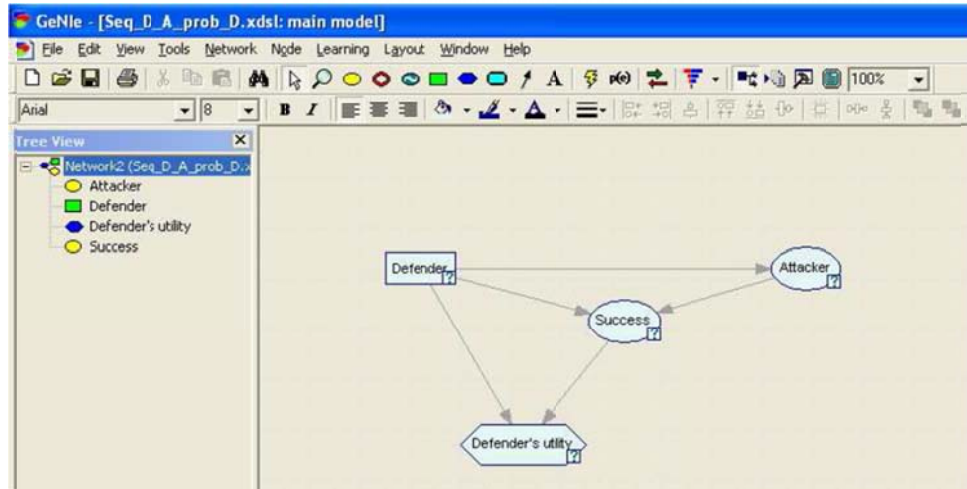 GeNIe - [Seq_D_A_prob_D.xdsl: main model]
File Edit View Tools Network Node Learning Layout Window Help
A P(e) 100%
Arial 8 B I A
Tree View
Network2 (Seq_D_A_prob_D.x
Attacker
Defender
Defender's utility
Success
Defender
Attacker
Success
Defender's utlity